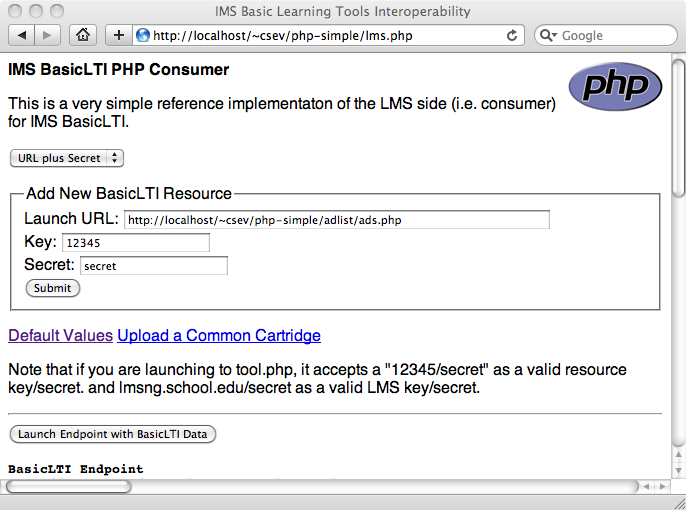 IMS Basic Learning Tools Interoperability
http://localhost/~csev/php-simple/lms.php
Google
IMS BasicLTI PHP Consumer
php
This is a very simple reference implementaton of the LMS side (i.e. consumer)
for IMS BasicLTI.
URL plus Secret
Add New BasicLTI Resource
Launch URL: http://localhost/~csev/php-simple/adlist/ads.php
Key: 12345
Secret: secret
Submit
Default Values Upload a Common Cartridge
Note that if you are launching to tool.php, it accepts a "12345/secret" as a valid resource
key/secret. and lmsng.school.edu/secret as a valid LMS key/secret.
Launch Endpoint with BasicLTI Data
BasicLTI Endpoint